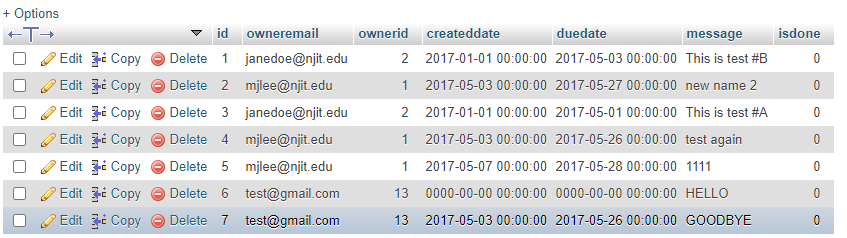 + Options
id owneremail ownerid createddate duedate message isdone
Edit Copy Delete 1 janedoe@njit.edu 2 2017-01-01 00:00:00 2017-05-03 00:00:00 This is test #B 0
Edit Copy Delete 2 mjlee@njit.edu 1 2017-05-03 00:00:00 2017-05-27 00:00:00 new name 2 0
Edit Copy Delete 3 janedoe@njit.edu 2 2017-01-01 00:00:00 2017-05-01 00:00:00 This is test #A 0
Edit Copy Delete 4 mjlee@njit.edu 1 2017-05-03 00:00:00 2017-05-26 00:00:00 test again 0
Edit Copy Delete 5 mjlee@njit.edu 1 2017-05-07 00:00:00 2017-05-28 00:00:00 1111 0
Edit Copy Delete 6 test@gmail.com 13 0000-00-00 00:00:00 0000-00-00 00:00:00 HELLO 0
Edit Copy Delete 7 test@gmail.com 13 2017-05-03 00:00:00 2017-05-26 00:00:00 GOODBYE 0